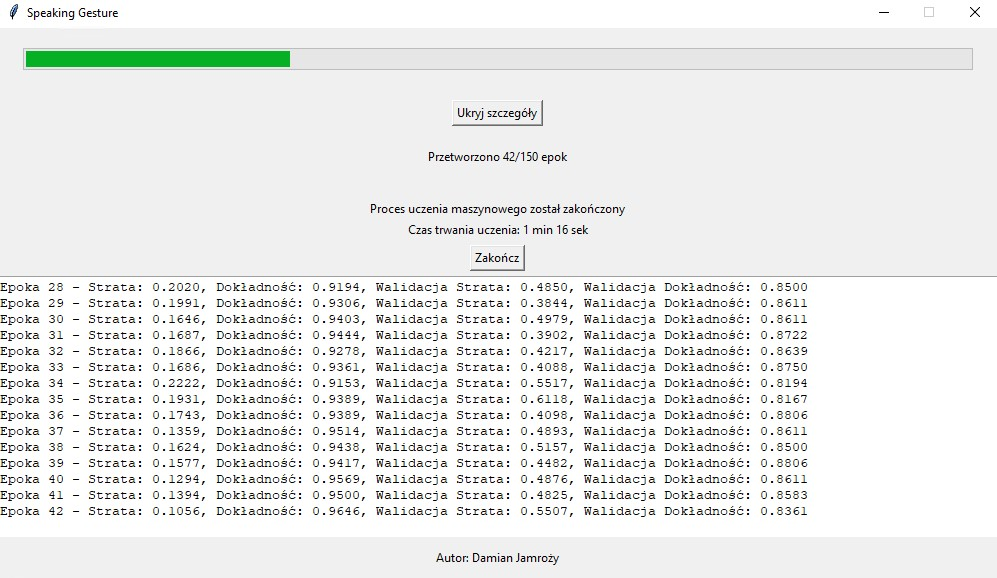 Speaking Gesture
Ukryj szczegóły
Przetworzono 42/150 epok
Proces uczenia maszynowego został zakończony
Czas trwania uczenia: 1 min 16 sek
Zakończ
Epoka 28 - Strata: 0.2020, Dokładność: 0.9194, Walidacja Strata: 0.4850, Walidacja Dokładność: 0.8500
Epoka 29 - Strata: 0.1991, Dokładność: 0.9306, Walidacja Strata: 0.3844, Walidacja Dokładność: 0.8611
Epoka 30 - Strata: 0.1646, Dokładność: 0.9403, Walidacja Strata: 0.4979, Walidacja Dokładność: 0.8611
Epoka 31 - Strata: 0.1687, Dokładność: 0.9444, Walidacja Strata: 0.3902, Walidacja Dokładność: 0.8722
Epoka 32 - Strata: 0.1866, Dokładność: 0.9278, Walidacja Strata: 0.4217, Walidacja Dokładność: 0.8639
Epoka 33 - Strata: 0.1686, Dokładność: 0.9361, Walidacja Strata: 0.4088, Walidacja Dokładność: 0.8750
Epoka 34 - Strata: 0.2222, Dokładność: 0.9153, Walidacja Strata: 0.5517, Walidacja Dokładność: 0.8194
Epoka 35 - Strata: 0.1931, Dokładność: 0.9389, Walidacja Strata: 0.6118, Walidacja Dokładność: 0.8167
Epoka 36 - Strata: 0.1743, Dokładność: 0.9389, Walidacja Strata: 0.4098, Walidacja Dokładność: 0.8806
Epoka 37 - Strata: 0.1359, Dokładność: 0.9514, Walidacja Strata: 0.4893, Walidacja Dokładność: 0.8611
Epoka 38 - Strata: 0.1624, Dokładność: 0.9438, Walidacja Strata: 0.5157, Walidacja Dokładność: 0.8500
Epoka 39 - Strata: 0.1577, Dokładność: 0.9417, Walidacja Strata: 0.4482, Walidacja Dokładność: 0.8806
Epoka 40 - Strata: 0.1294, Dokładność: 0.9569, Walidacja Strata: 0.4876, Walidacja Dokładność: 0.8611
Epoka 41 - Strata: 0.1394, Dokładność: 0.9500, Walidacja Strata: 0.4825, Walidacja Dokładność: 0.8583
Epoka 42 - Strata: 0.1056, Dokładność: 0.9646, Walidacja Strata: 0.5507, Walidacja Dokładność: 0.8361
Autor: Damian Jamroży